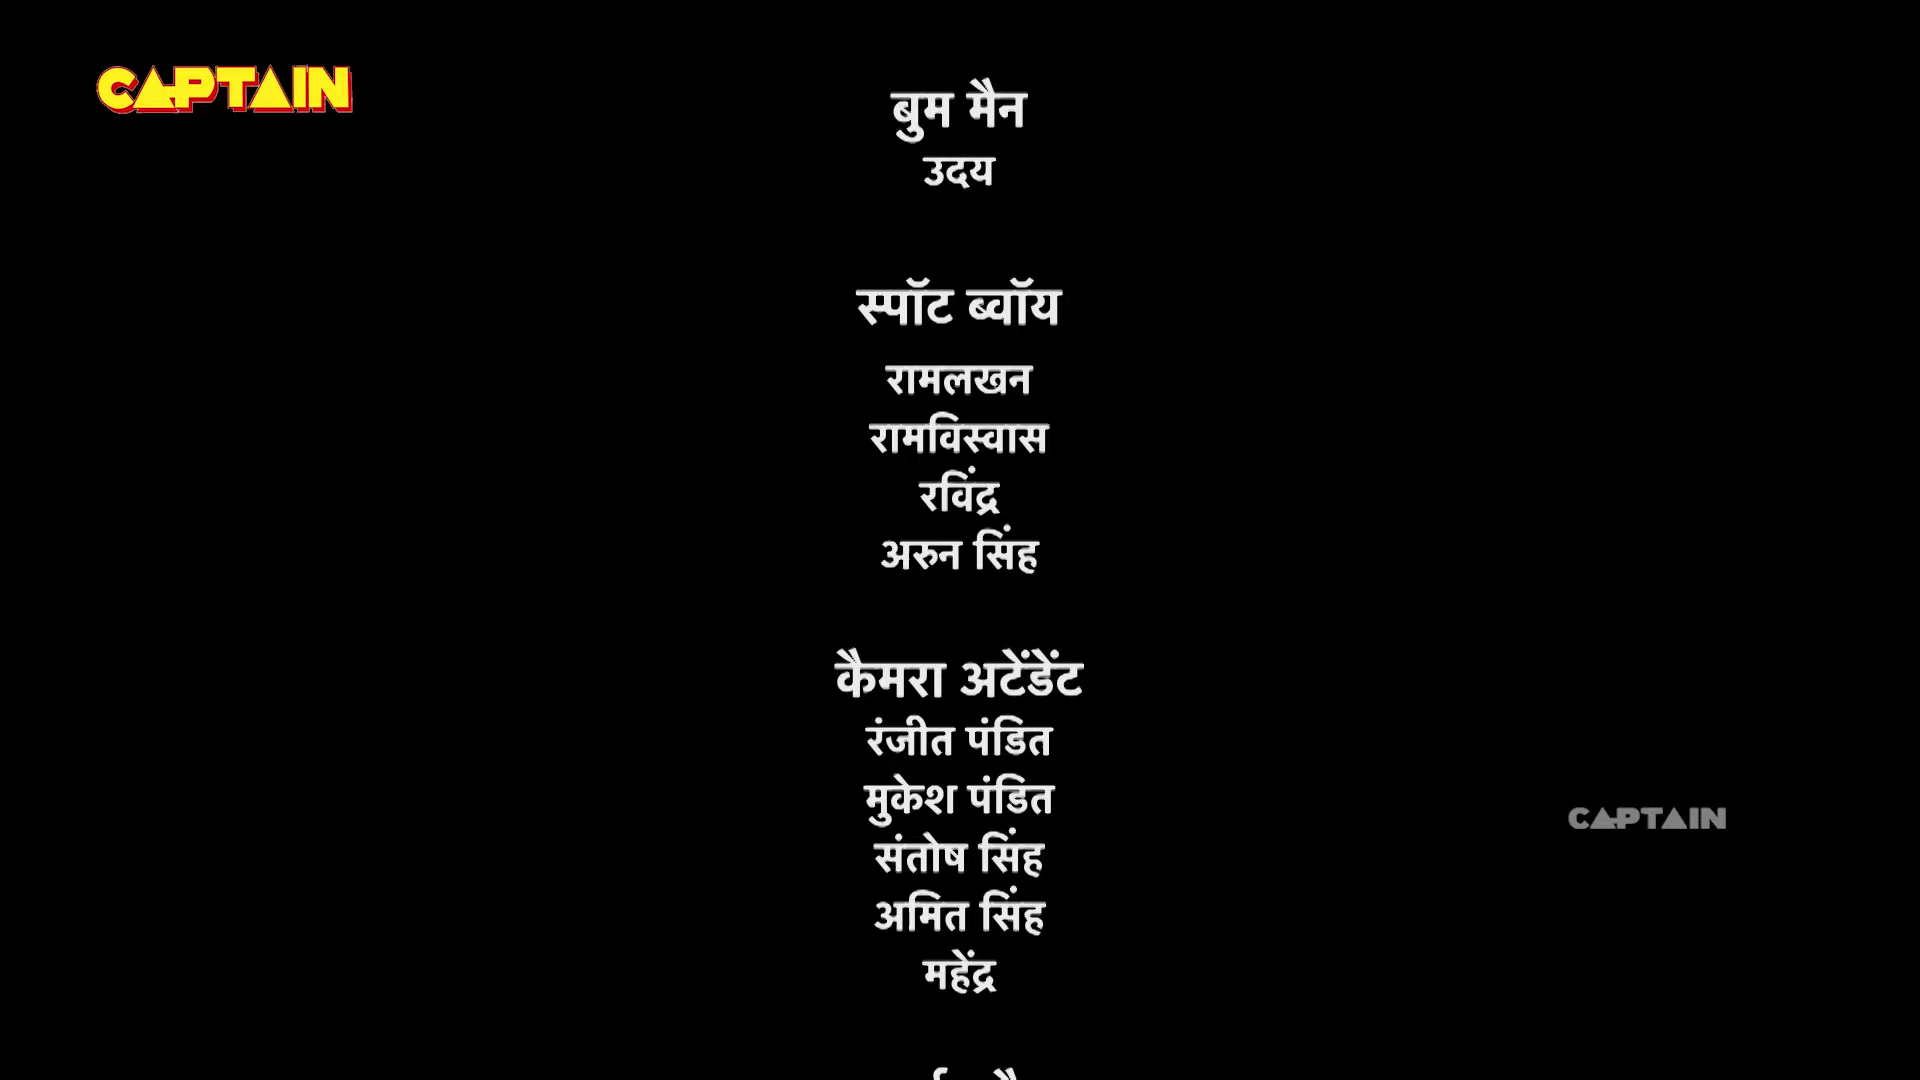 CAPTAIN
बुम मैन
उदय
स्पॉट ब्वॉय
रामलखन
रामविस्वास
रविंद्र
अरुन सिंह
कैमरा अटेंडेंट
रंजीत पंडित
मुकेश पंडित
संतोष सिंह
CAPTAIN
अमित सिंह
महेंद्र